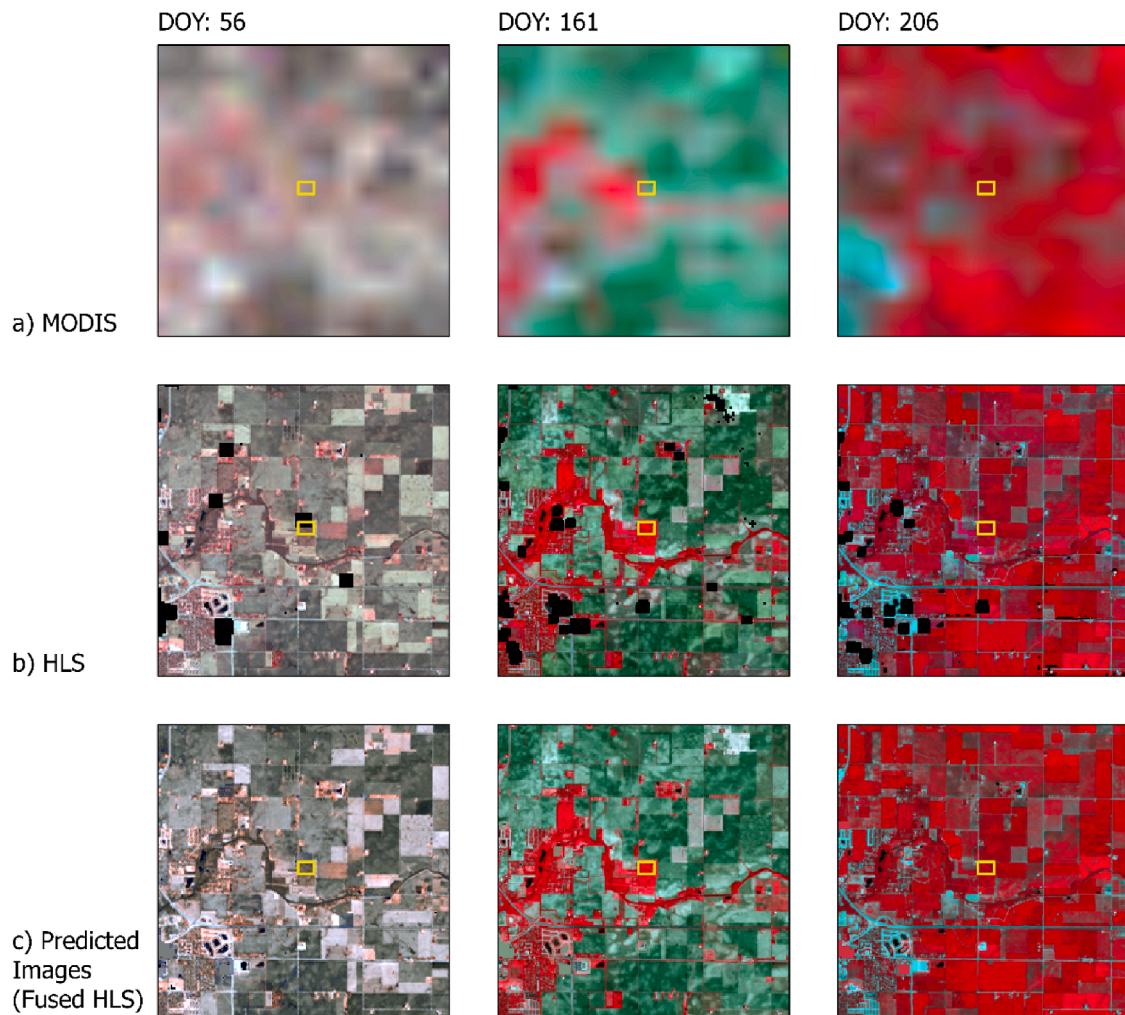 DOY: 56
DOY: 161
DOY: 206
a) MODIS
b) HLS
c) Predicted
Images
(Fused HLS)